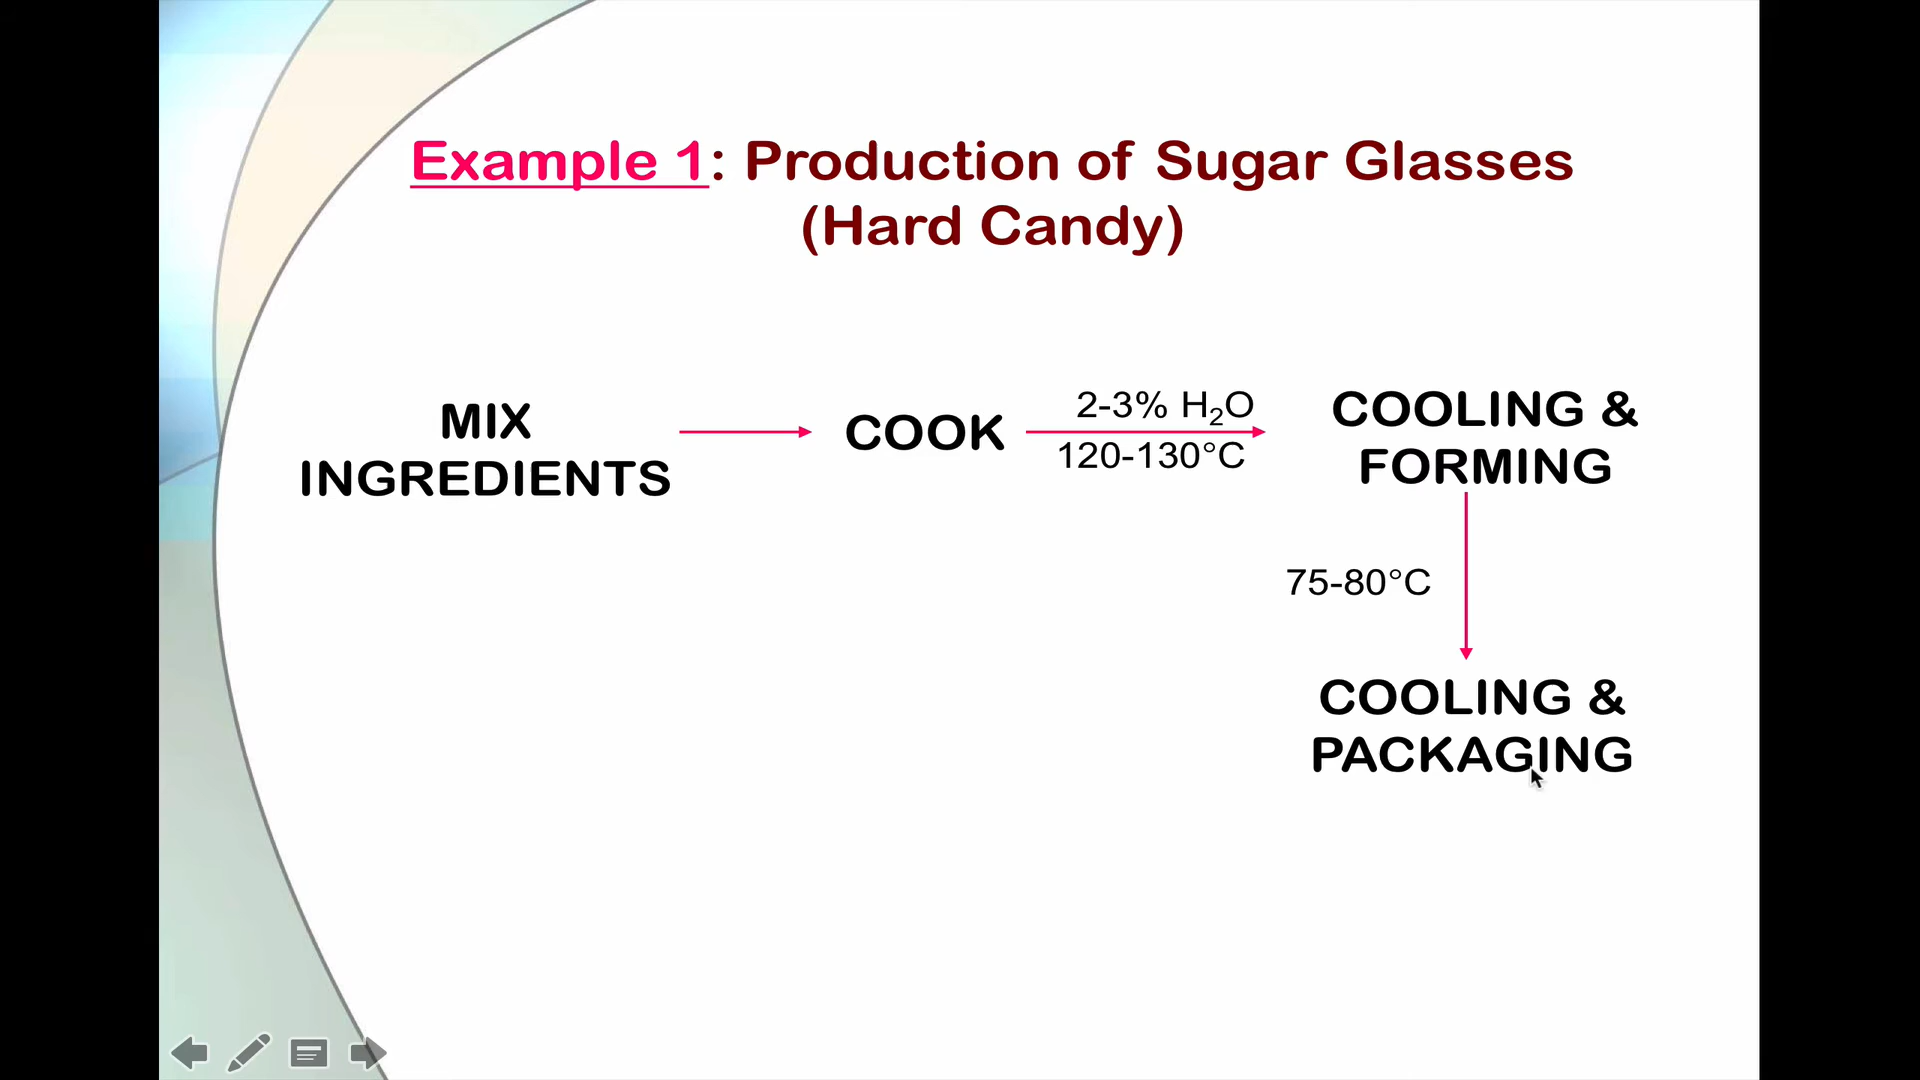 Example 1: Production of Sugar Glasses
(Hard Candy)
MIX
INGREDIENTS
COOK
2-3% H₂O
120-130°C
COOLING &
FORMING
75-80°C
COOLING &
PACKAGING